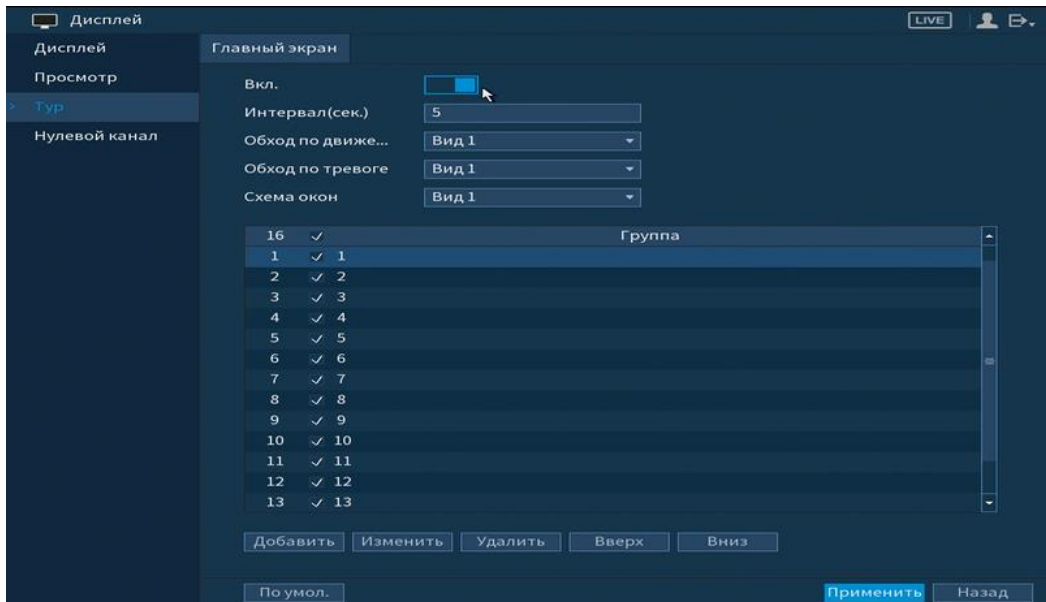 Дисплей LIVE
Дисплей Главный экран
Просмотр Вкл.
Тур Интервал(сек.) 5
Нулевой канал Обход по движе... Вид 1
Обход по тревоге Вид 1
Схема окон Вид 1
16 Группа
1 1
2 2
3 3
4 4
5 5
6 6
7 7
8 8
9 9
10 10
11 11
12 12
13 13
Добавить Изменить Удалить Вверх Вниз
По умол. Применить Назад